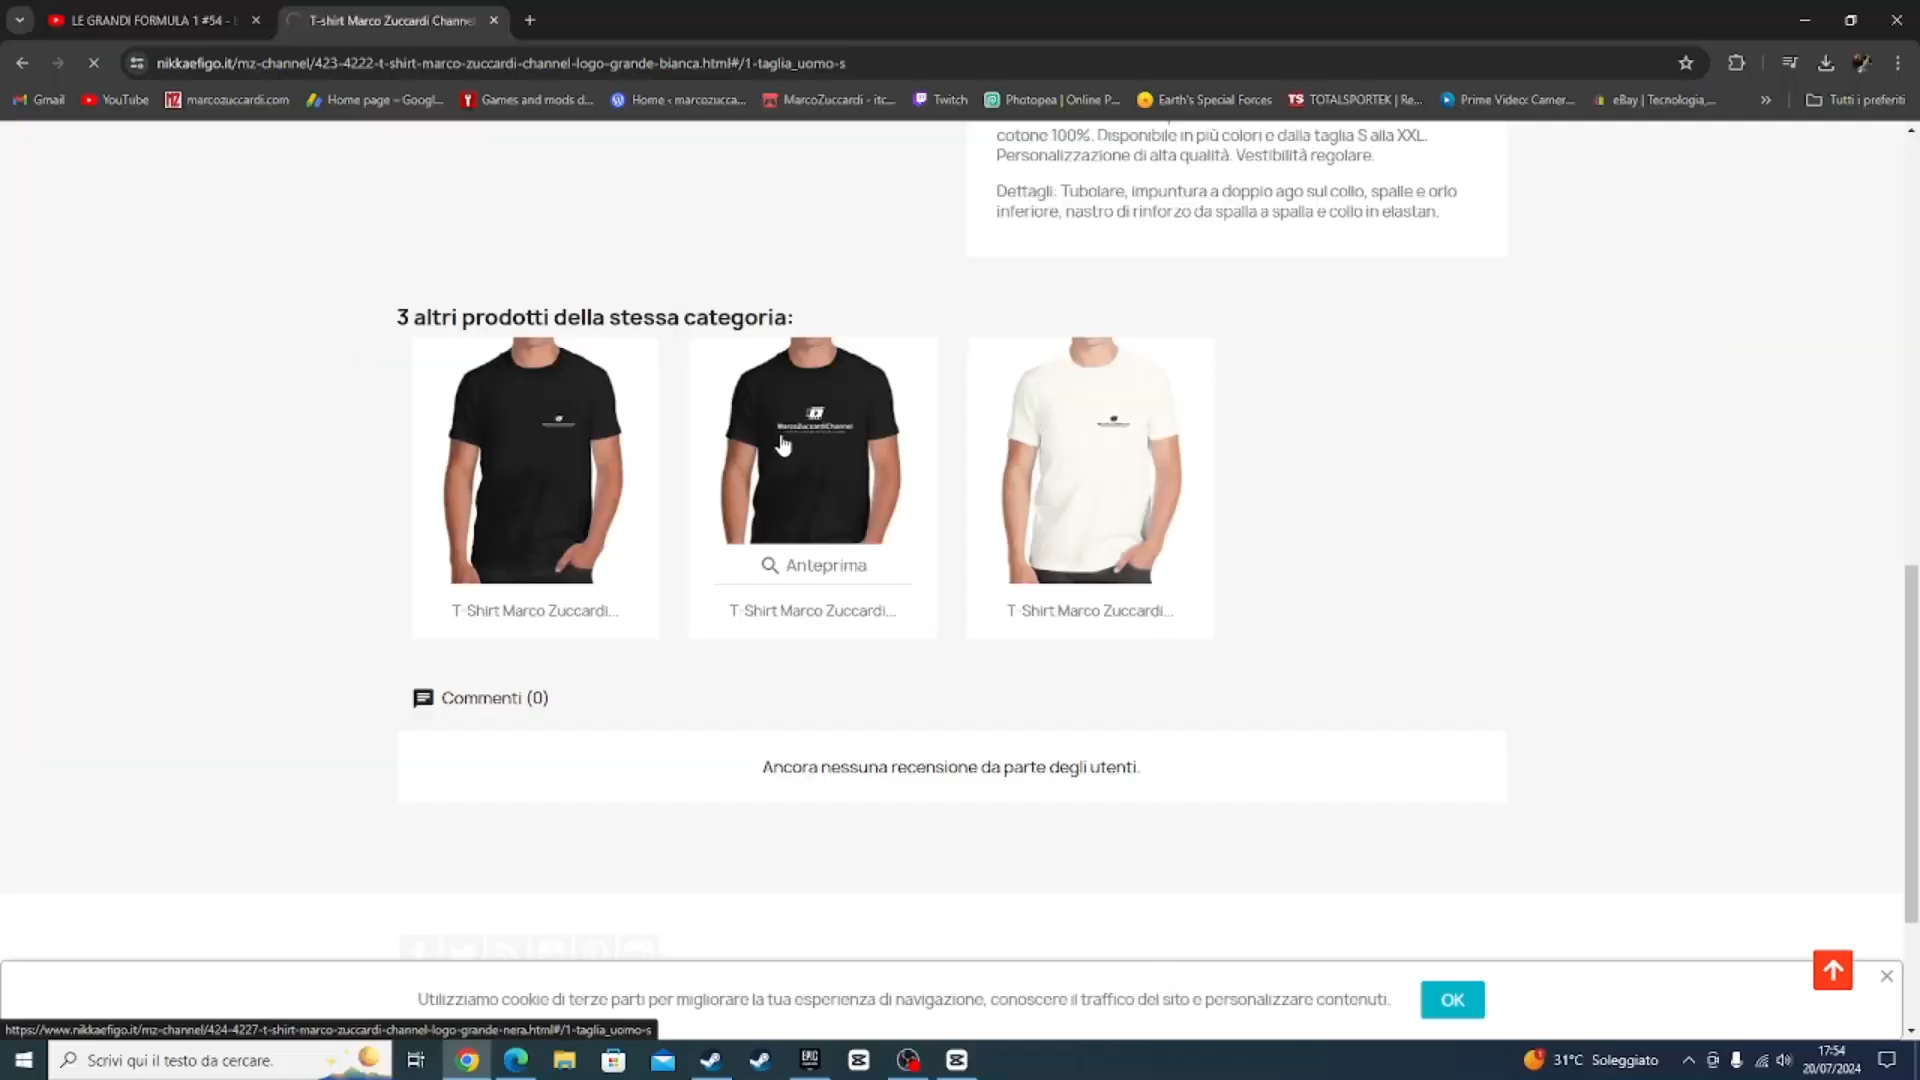 LE GRANDI FORMULA 1 #54 -
T-shirt Marco Zuccardi Channe
nikkaefigo.it/mz-channel/423-4222-t-shirt-marco-zuccardi-channel-logo-grande-bianca.html#/1-taglia_uomo-s
Gmail
YouTube
marcozuccardi.com
Home page – Googl...
Games and mods d...
Home ‹ marcozucca...
MarcoZuccardi - itc...
Twitch
Photopea | Online P...
Earth's Special Forces
TOTALSPORTEK | Re...
Prime Video: Camer...
eBay | Tecnologia,...
Tutti i preferiti
cotone 100%. Disponibile in più colori e dalla taglia S alla XXL.
Personalizzazione di alta qualità. Vestibilità regolare.
Dettagli: Tubolare, impuntura a doppio ago sul collo, spalle e orlo
inferiore, nastro di rinforzo da spalla a spalla e collo in elastan.
3 altri prodotti della stessa categoria:
MarcoZuccardiChannel
Anteprima
T-Shirt Marco Zuccardi...
T-Shirt Marco Zuccardi...
T-Shirt Marco Zuccardi...
Commenti (0)
Ancora nessuna recensione da parte degli utenti.
Utilizziamo cookie di terze parti per migliorare la tua esperienza di navigazione, conoscere il traffico del sito e personalizzare contenuti.
OK
https://www.nikkaefigo.it/mz-channel/424-4227-t-shirt-marco-zuccardi-channel-logo-grande-nera.html#/1-taglia_uomo-s
Scrivi qui il testo da cercare.
EPIC
31°C Soleggiato
17:54
20/07/2024